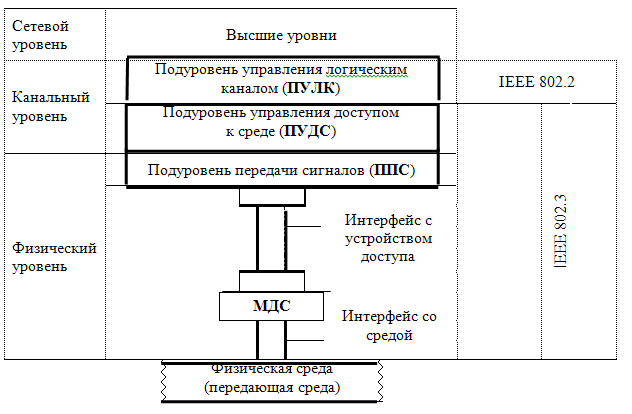 Сетевой
уровень
Высшие уровни
Канальный
уровень
Подуровень управления логическим
каналом (ПУЛК)
IEEE 802.2
Подуровень управления доступом
к среде (ПУДС)
Физический
уровень
Подуровень передачи сигналов (ППС)
Интерфейс с
устройством
доступа
МДС
Интерфейс со
средой
IEEE 802.3
Физическая среда
(передающая среда)